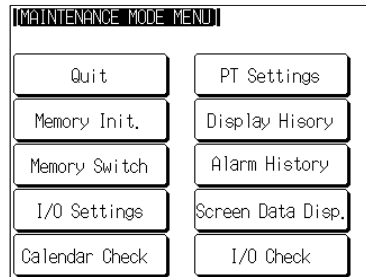 [MAINTENANCE MODE MENU]
Quit
PT Settings
Memory Init.
Display Hisory
Memory Switch
Alarm History
I/O Settings
Screen Data Disp.
Calendar Check
I/O Check